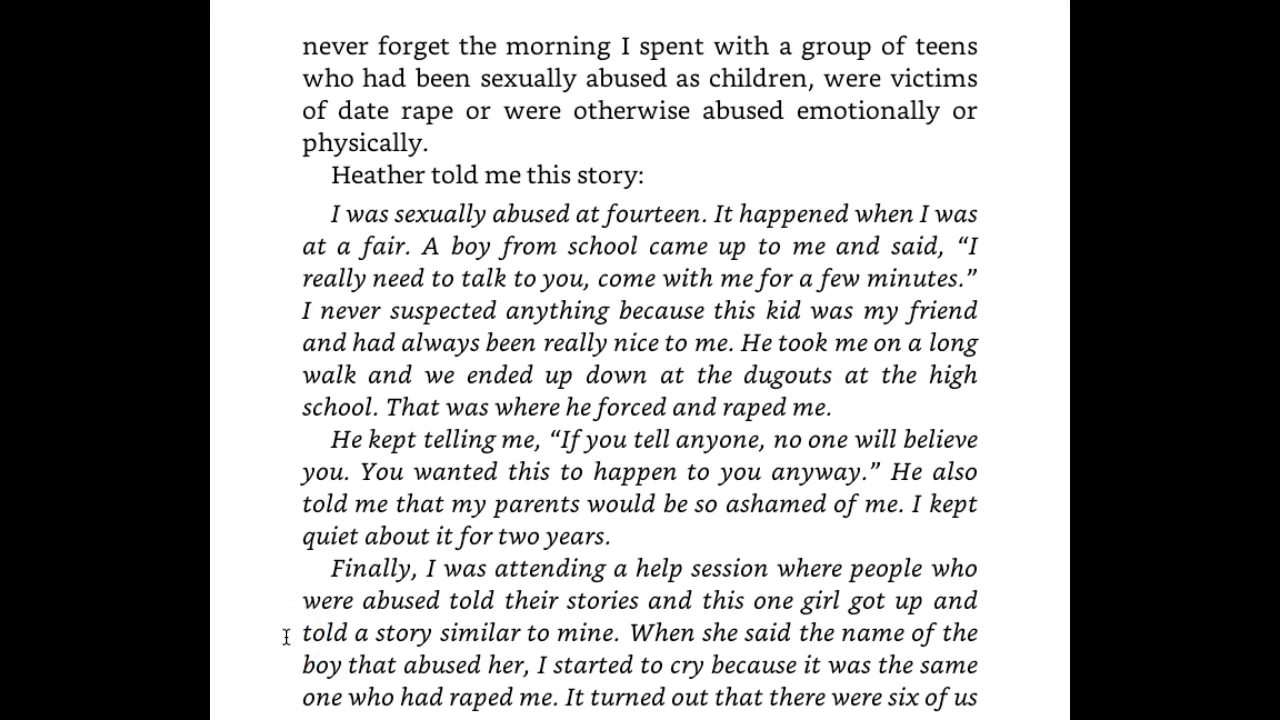 never forget the morning I spent with a group of teens
who had been sexually abused as children, were victims
of date rape or were otherwise abused emotionally or
physically.
Heather told me this story:
I was sexually abused at fourteen. It happened when I was
at a fair. A boy from school came up to me and said, “I
really need to talk to you, come with me for a few minutes.”
I never suspected anything because this kid was my friend
and had always been really nice to me. He took me on a long
walk and we ended up down at the dugouts at the high
school. That was where he forced and raped me.
He kept telling me, “If you tell anyone, no one will believe
you. You wanted this to happen to you anyway.” He also
told me that my parents would be so ashamed of me. I kept
quiet about it for two years.
Finally, I was attending a help session where people who
were abused told their stories and this one girl got up and
told a story similar to mine. When she said the name of the
boy that abused her, I started to cry because it was the same
one who had raped me. It turned out that there were six of us